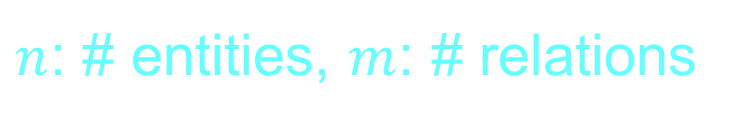 n: # entities, m: # relations